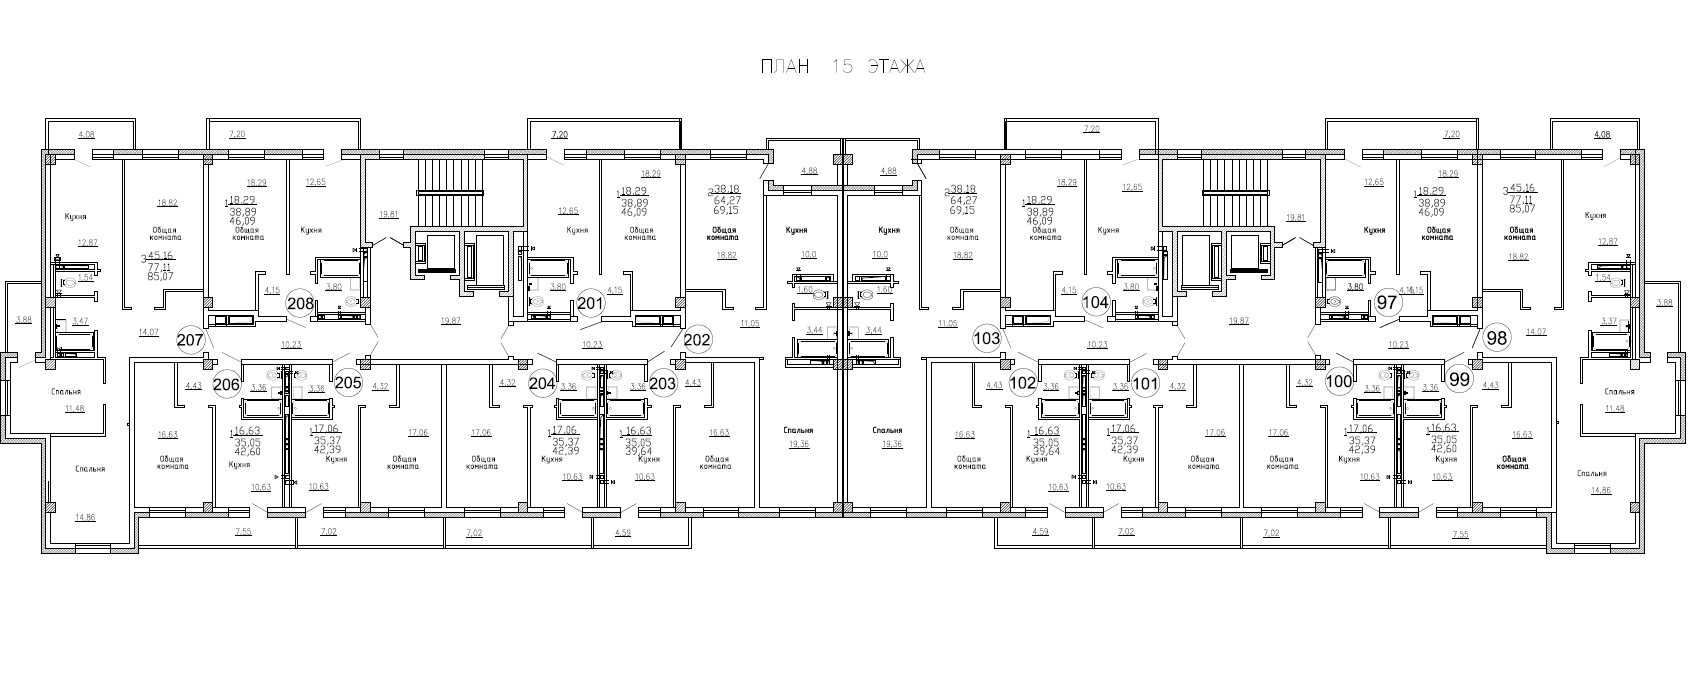 ПЛАН 15 ЭТАЖА
4,08 7,20 7,20 7,20 7,20 4,08
4,88 4,88
18,82 18,29 12,65 18,29 18,29 12,65 12,65 18,29
1 18.29 1 18.29 2 38.18 2 38.18 1 18.29 1 18.29 3 45.16
38,89 38,89 64,27 64,27 38,89 38,89 77,11
46,09 46,09 69,15 69,15 46,09 46,09 85,07
Кухня 19,81 12,65 19,81 Кухня
Общая комната Общая комната Кухня Кухня Общая комната Общая комната Кухня Кухня Общая комната Общая комната Кухня Кухня Общая комната Общая комната
12,87 18,82 10,0 10,0 18,82 18,82 12,87
3 45.16
77,11
85,07
1,54 4,15 3,80 3,80 4,15 1,60 1,60 4,15 3,80 3,80 4,15 1,54
208 201 104 97
3,88 3,47 19,87 11,05 11,05 19,87 3,37 3,88
14,07 3,44 3,44 14,07
207 10,23 10,23 202 103 10,23 10,23 98
206 205 204 203 102 101 100 99
4,43 3,36 3,36 4,32 4,32 3,36 3,36 4,43 4,43 3,36 3,36 4,32 4,32 3,36 3,36 4,43
Спальня Спальня
11,48 11,48
1 16.63 1 17.06 1 17.06 1 16.63 1 16.63 1 17.06 1 17.06 1 16.63
35,05 35,37 35,37 35,05 35,05 35,37 35,37 35,05
42,60 42,39 42,39 39,64 39,64 42,39 42,39 42,60
16,63 17,06 17,06 16,63 Спальня Спальня 16,63 17,06 17,06 16,63
19,36 19,36
Общая комната Кухня Кухня Общая комната Общая комната Кухня Кухня Общая комната Общая комната Кухня Кухня Общая комната Общая комната Кухня Кухня Общая комната
Спальня Спальня
10,63 10,63 10,63 10,63 10,63 10,63 10,63 10,63
14,86 14,86
7,55 7,02 7,02 4,59 4,59 7,02 7,02 7,55